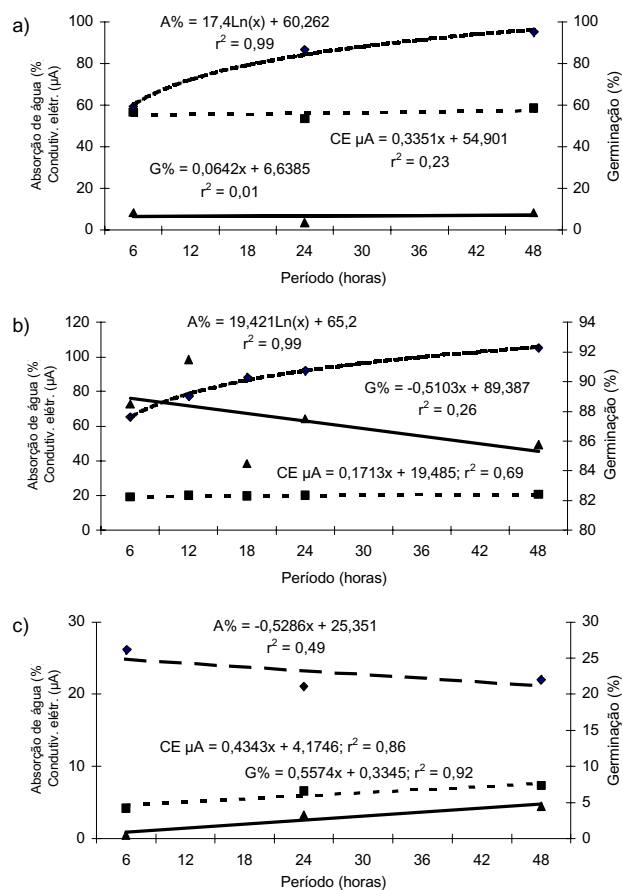 a)
A% = 17,4Ln(x) + 60,262
r² = 0,99
100
80
60
40
20
0
Absorção de água (%
Condutiv. elétr. (µA)
CE µA = 0,3351x + 54,901
r² = 0,23
G% = 0,0642x + 6,6385
r² = 0,01
100
90
80
70
60
50
40
30
20
10
0
Germinação (%)
6 12 18 24 30 36 42 48
Período (horas)
b)
A% = 19,421Ln(x) + 65,2
r² = 0,99
120
100
80
60
40
20
0
Absorção de água (%
Condutiv. elétr. (µA)
G% = -0,5103x + 89,387
r² = 0,26
CE µA = 0,1713x + 19,485; r² = 0,69
94
92
90
88
86
84
82
80
Germinação (%)
6 12 18 24 30 36 42 48
Período (horas)
c)
A% = -0,5286x + 25,351
r² = 0,49
30
20
10
0
Absorção de água (%
Condutiv. elétr. (µA)
CE µA = 0,4343x + 4,1746; r² = 0,86
G% = 0,5574x + 0,3345; r² = 0,92
30
25
20
15
10
5
0
Germinação (%)
6 12 18 24 30 36 42 48
Período (horas)